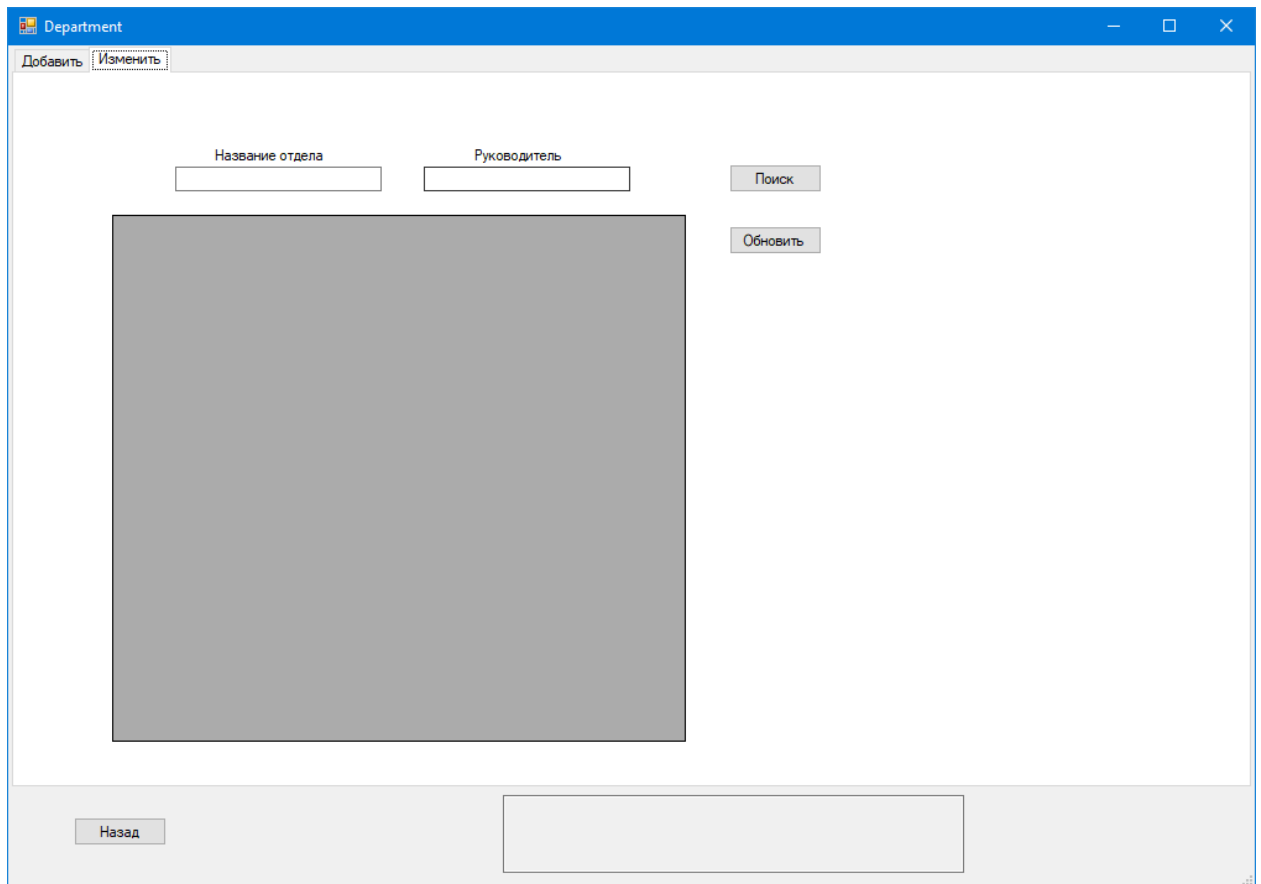 Department
Добавить Изменить
Название отдела Руководитель
Поиск
Обновить
Назад